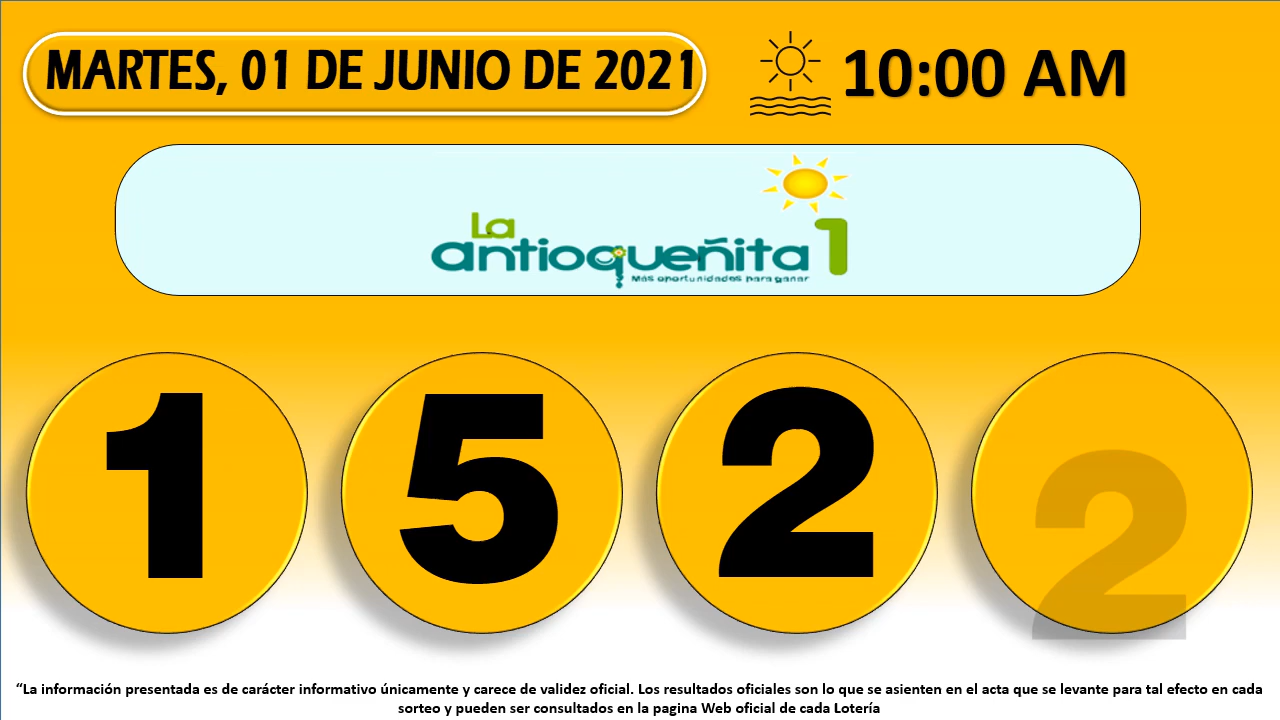 MARTES, 01 DE JUNIO DE 2021
10:00 AM
La
antioqueñita 1
Más oportunidades para ganar
1 5 2 2
“La información presentada es de carácter informativo únicamente y carece de validez oficial. Los resultados oficiales son lo que se asienten en el acta que se levante para tal efecto en cada
sorteo y pueden ser consultados en la pagina Web oficial de cada Lotería